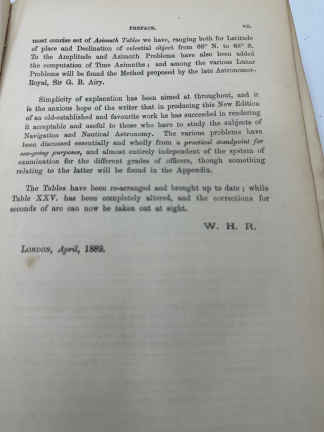 PREFACE. vii.
most concise set of Azimuth Tables we have, ranging both for Latitude
of place and Declination of celestial object from 60° N. to 60° S.
To the Amplitude and Azimuth Problems have also been added
the computation of Time Azimuths; and among the various Lunar
Problems will be found the Method proposed by the late Astronomer-
Royal, Sir G. B. Airy.
Simplicity of explanation has been aimed at throughout, and it
is the anxious hope of the writer that in producing this New Edition
of an old-established and favourite work he has succeeded in rendering
it acceptable and useful to those who have to study the subjects of
Navigation and Nautical Astronomy. The various problems have
been discussed essentially and wholly from a practical standpoint for
sea-going purposes, and almost entirely independent of the system of
examination for the different grades of officers, though something
relating to the latter will be found in the Appendix.
The Tables have been re-arranged and brought up to date; while
Table XXV. has been completely altered, and the corrections for
seconds of arc can now be taken out at sight.
W. H. R.
LONDON, April, 1889.